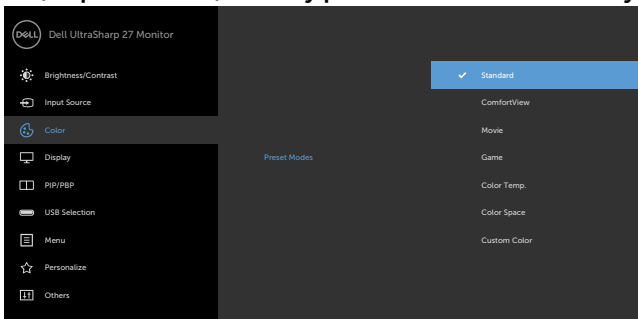 DELL
Dell UltraSharp 27 Monitor
Brightness/Contrast
Input Source
Color
Display
PIP/PBP
USB Selection
Menu
Personalize
Others
Preset Modes
Standard
ComfortView
Movie
Game
Color Temp.
Color Space
Custom Color